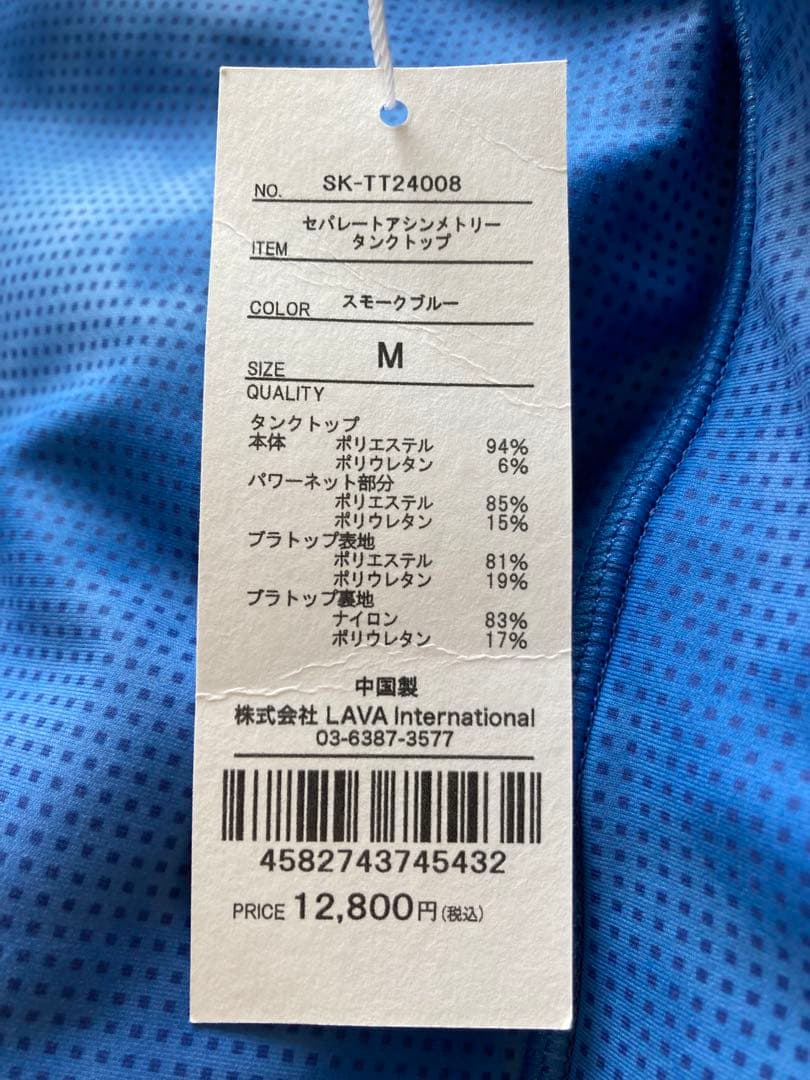 NO. SK-TT24008
セパレートアシンメトリー
ITEM タンクトップ
COLOR スモークブルー
SIZE M
QUALITY
タンクトップ
本体 ポリエステル 94%
ポリウレタン 6%
パワーネット部分
ポリエステル 85%
ポリウレタン 15%
ブラトップ表地
ポリエステル 81%
ポリウレタン 19%
ブラトップ裏地
ナイロン 83%
ポリウレタン 17%
中国製
株式会社 LAVA International
03-6387-3577
4582743745432
PRICE 12,800円(税込)